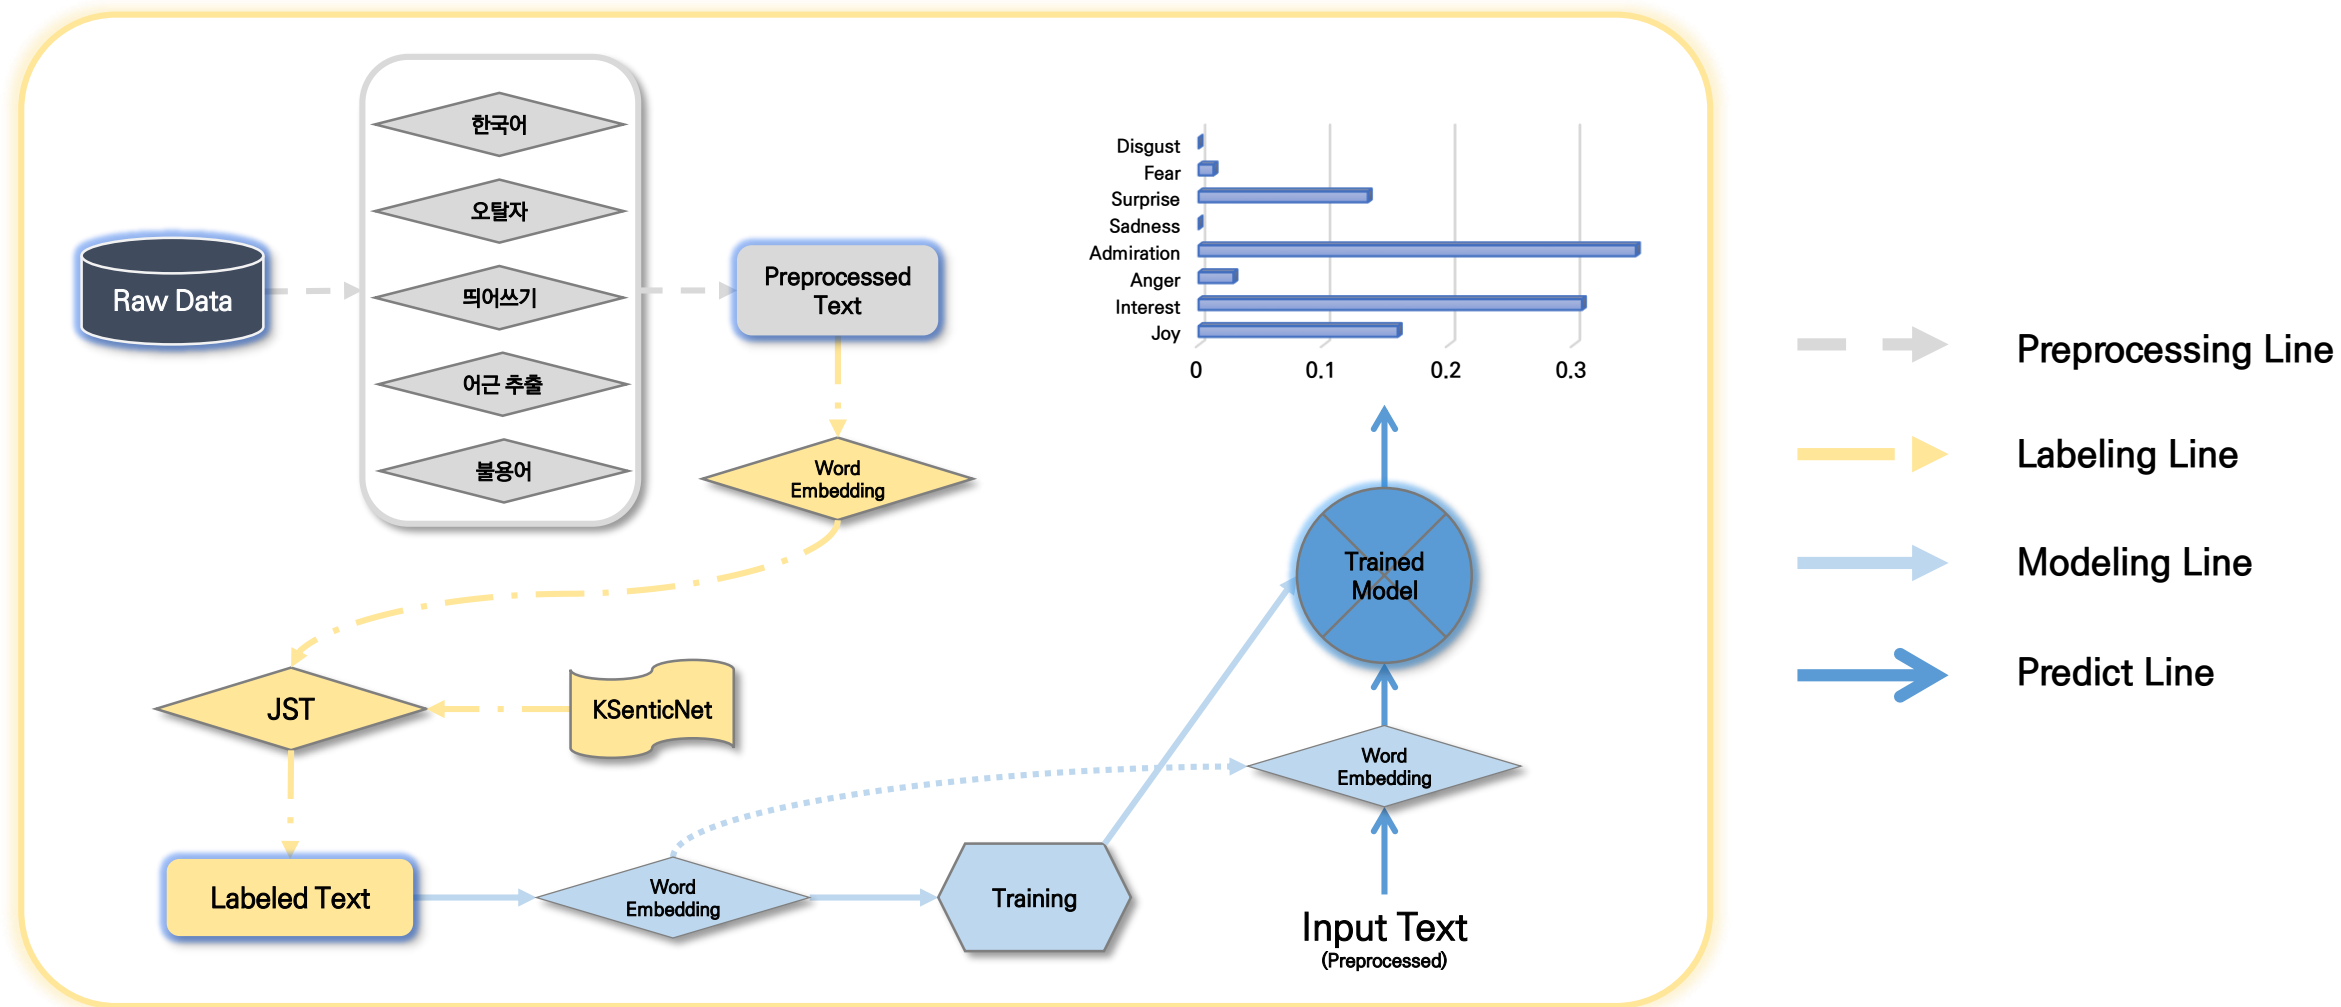 Raw Data
한국어
오탈자
띄어쓰기
어근 추출
불용어
Preprocessed
Text
Word
Embedding
JST
KSenticNet
Labeled Text
Word
Embedding
Training
Disgust
Fear
Surprise
Sadness
Admiration
Anger
Interest
Joy
0 0.1 0.2 0.3
Trained
Model
Word
Embedding
Input Text
(Preprocessed)
Preprocessing Line
Labeling Line
Modeling Line
Predict Line